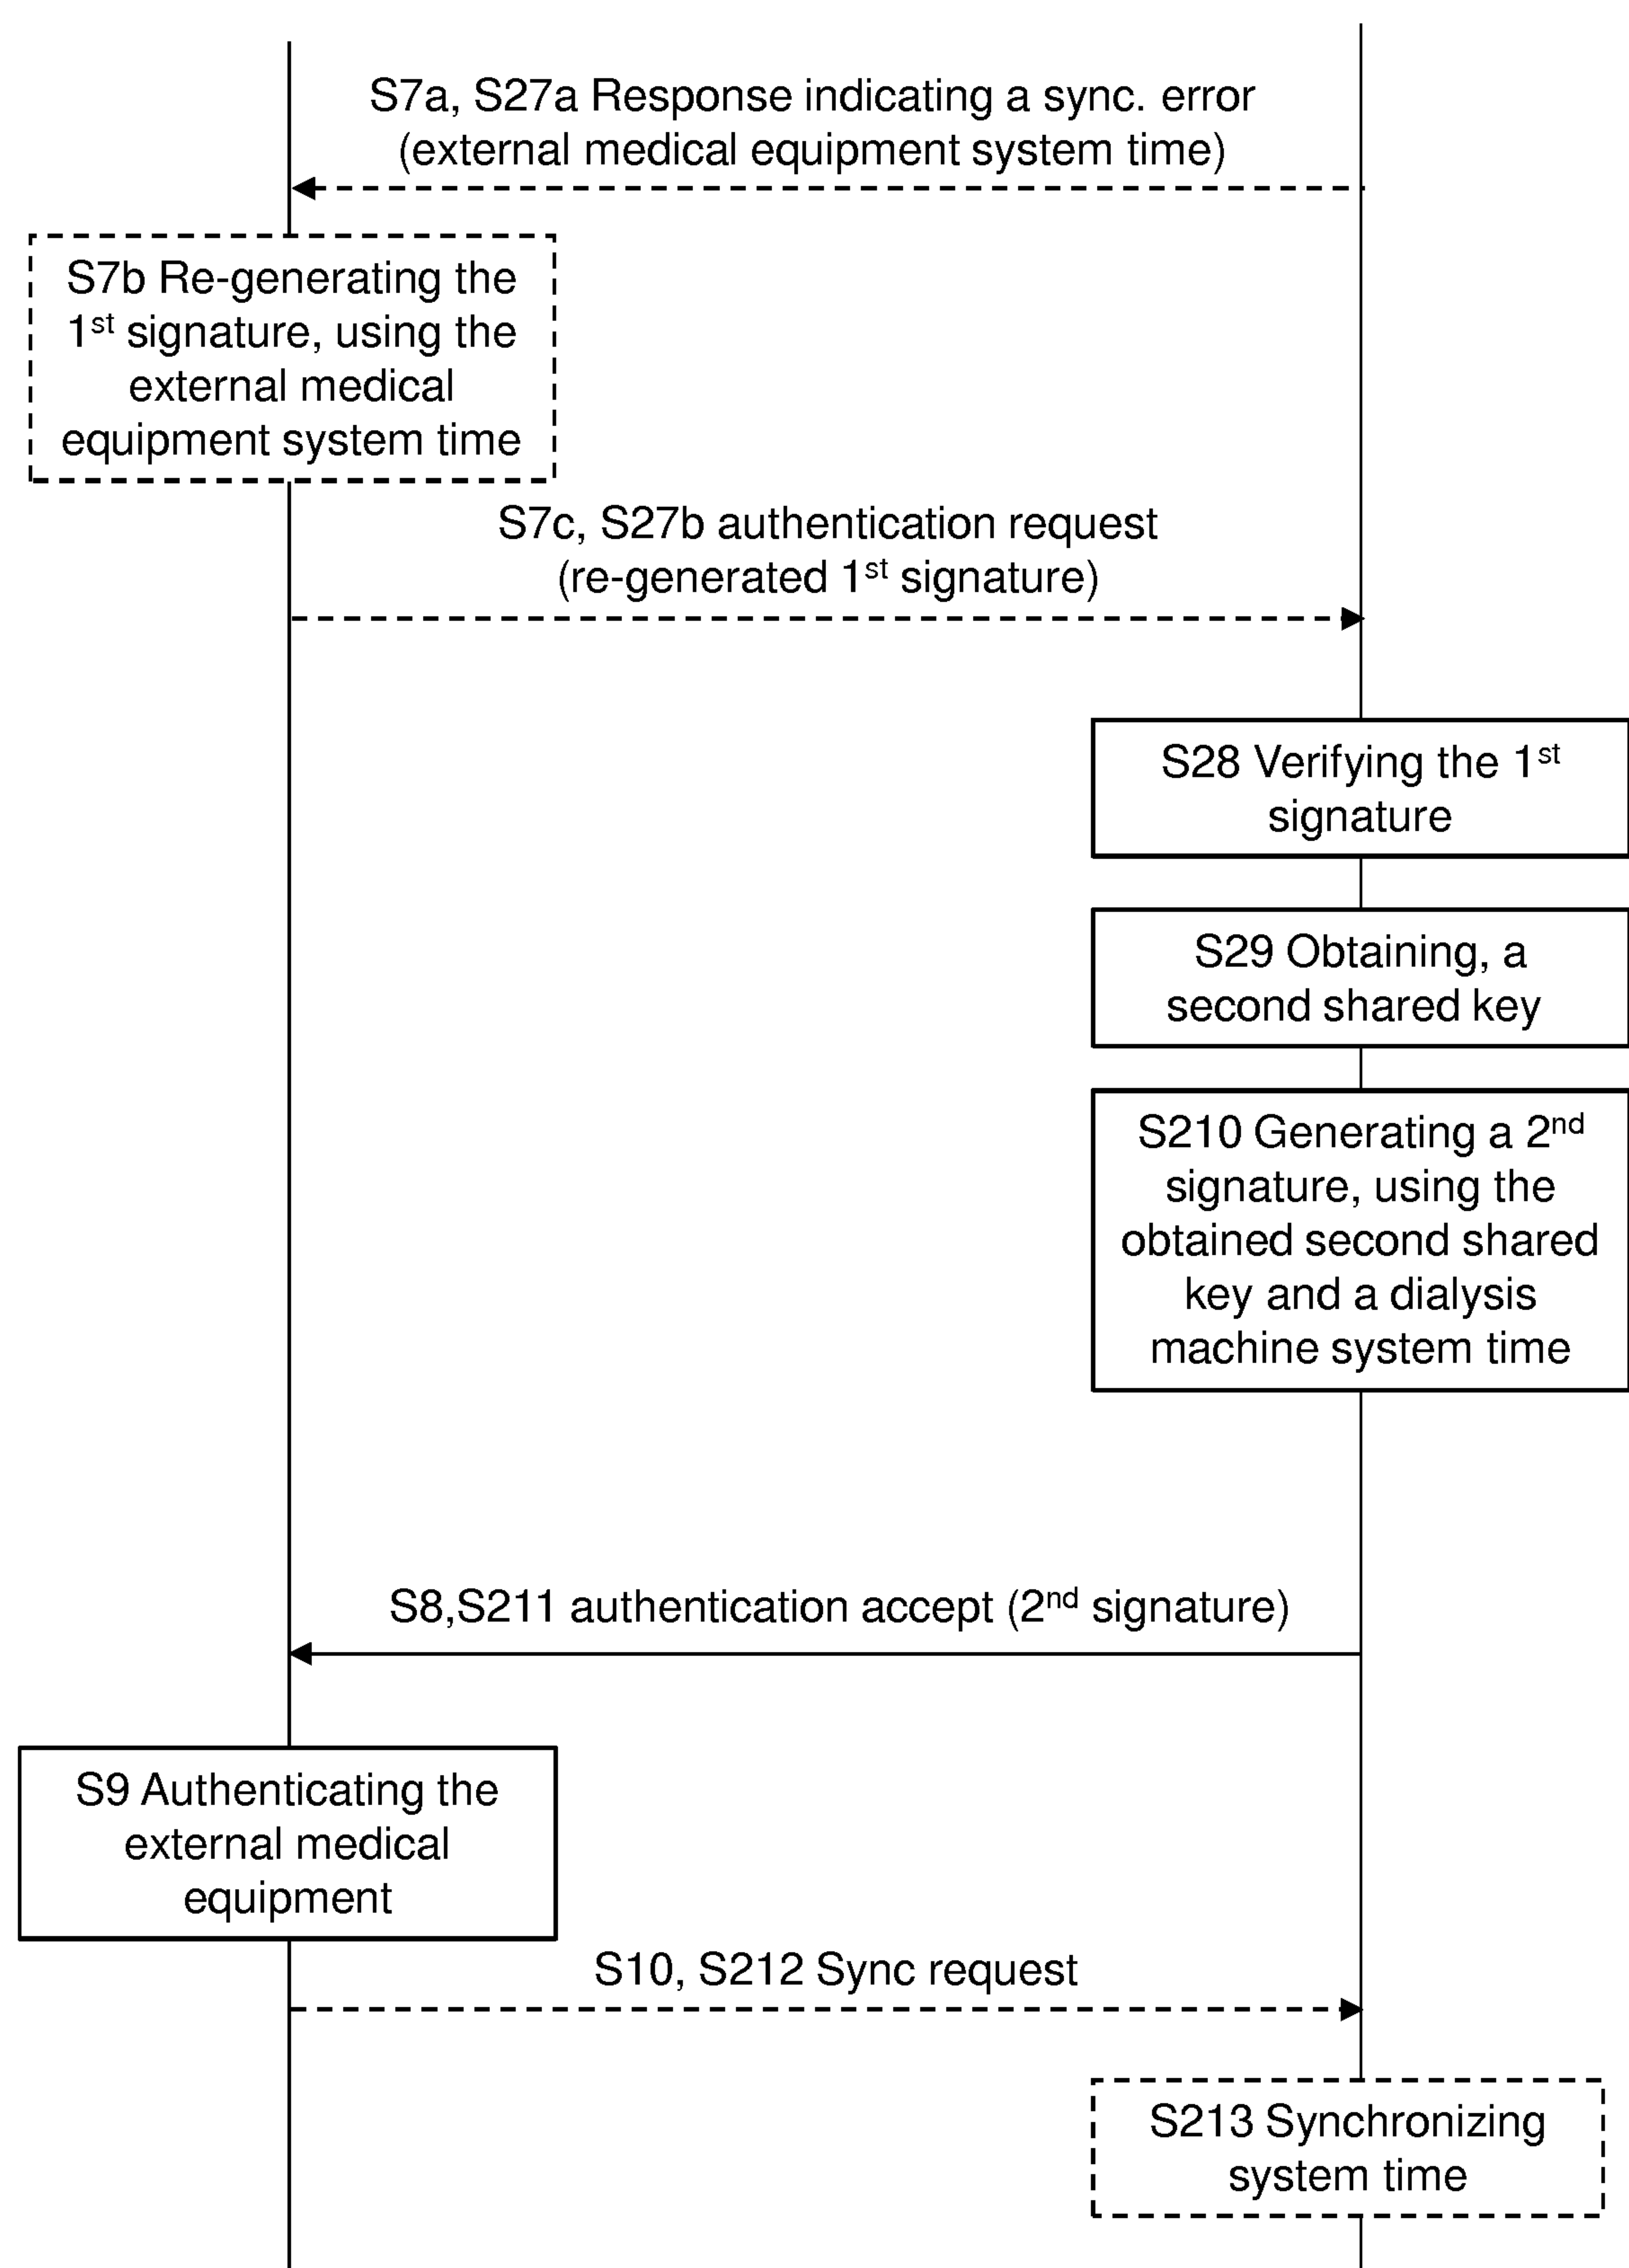 S7a, S27a Response indicating a sync. error
(external medical equipment system time)
S7b Re-generating the
1st signature, using the
external medical
equipment system time
S7c, S27b authentication request
(re-generated 1st signature)
S28 Verifying the 1st
signature
S29 Obtaining, a
second shared key
S210 Generating a 2nd
signature, using the
obtained second shared
key and a dialysis
machine system time
S8,S211 authentication accept (2nd signature)
S9 Authenticating the
external medical
equipment
S10, S212 Sync request
S213 Synchronizing
system time